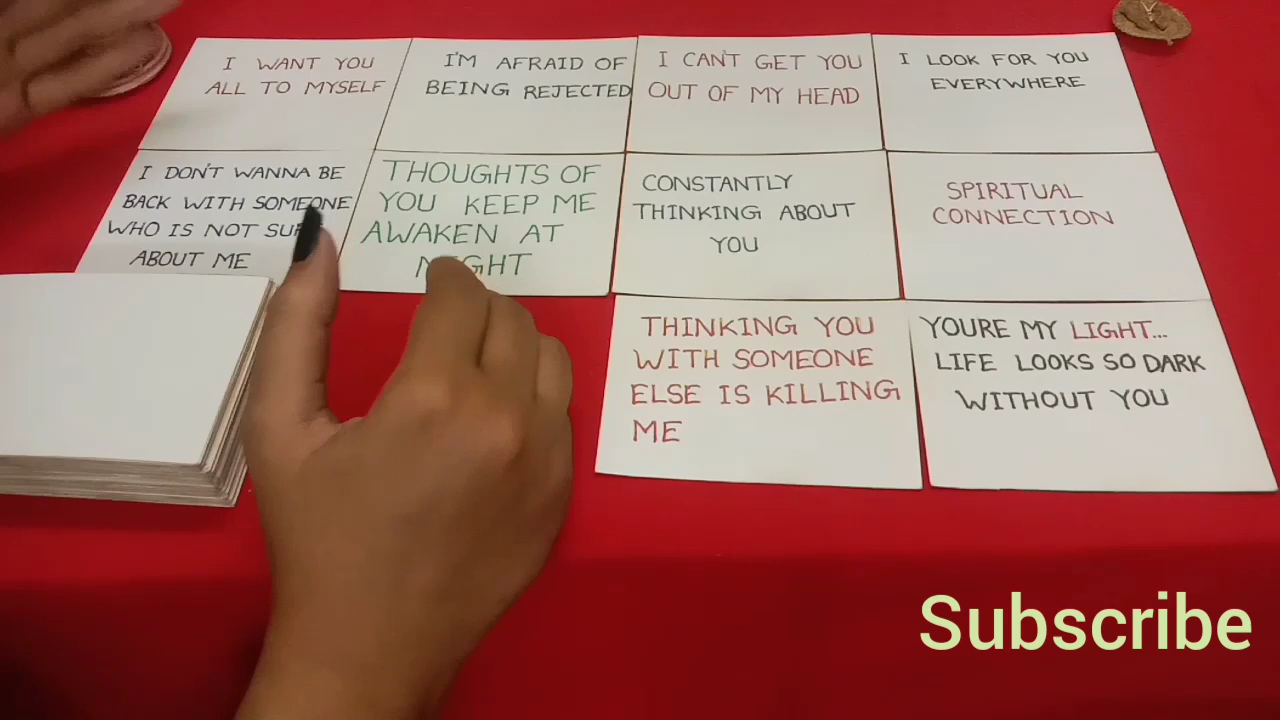 I WANT YOU
ALL TO MYSELF
I'M AFRAID OF
BEING REJECTED
I CAN'T GET YOU
OUT OF MY HEAD
I LOOK FOR YOU
EVERYWHERE
I DON'T WANNA BE
BACK WITH SOMEONE
WHO IS NOT SURE
ABOUT ME
THOUGHTS OF
YOU KEEP ME
AWAKEN AT
NIGHT
CONSTANTLY
THINKING ABOUT
YOU
SPIRITUAL
CONNECTION
THINKING YOU
WITH SOMEONE
ELSE IS KILLING
ME
YOURE MY LIGHT...
LIFE LOOKS SO DARK
WITHOUT YOU
Subscribe